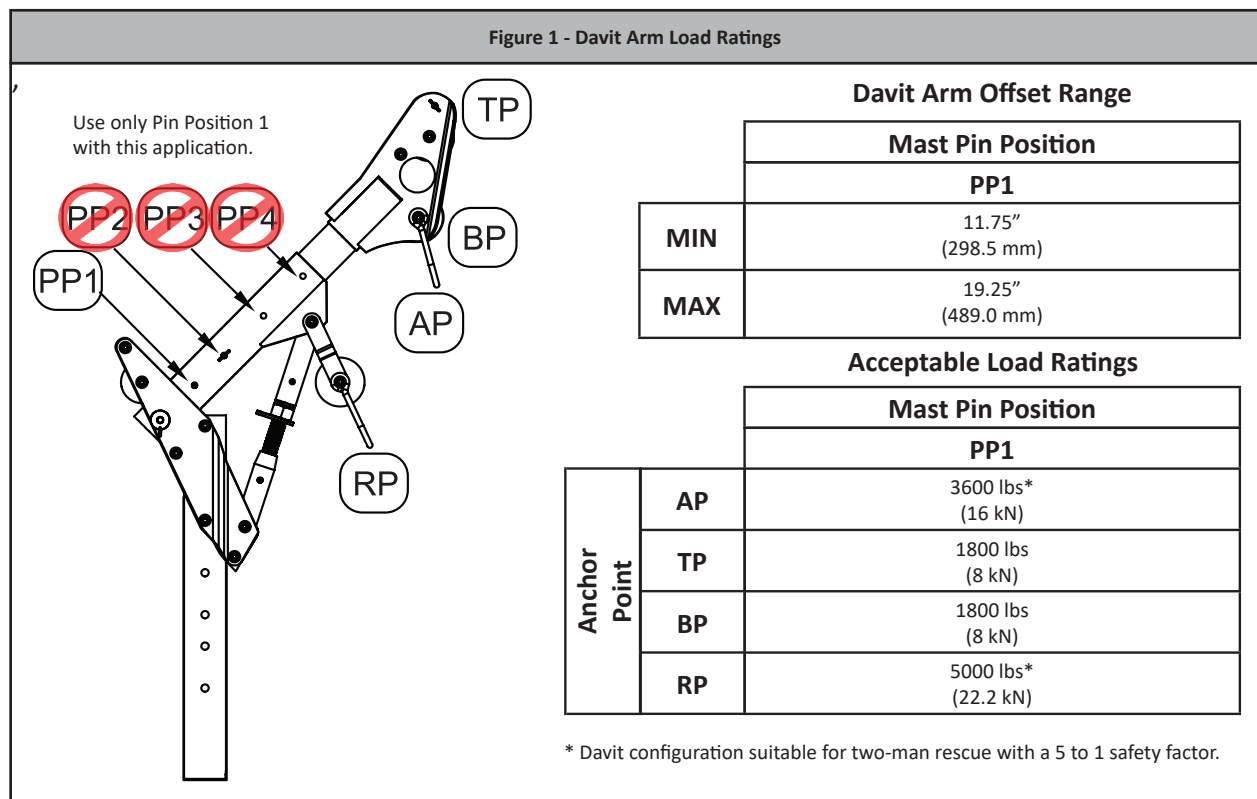 Figure 1 - Davit Arm Load Ratings
,
Use only Pin Position 1
with this application.
TP
PP2 PP3 PP4
BP
PP1
AP
RP
Davit Arm Offset Range
Mast Pin Position
PP1
MIN 11.75”
(298.5 mm)
MAX 19.25”
(489.0 mm)
Acceptable Load Ratings
Mast Pin Position
PP1
Anchor
Point
AP 3600 lbs*
(16 kN)
TP 1800 lbs
(8 kN)
BP 1800 lbs
(8 kN)
RP 5000 lbs*
(22.2 kN)
* Davit configuration suitable for two-man rescue with a 5 to 1 safety factor.